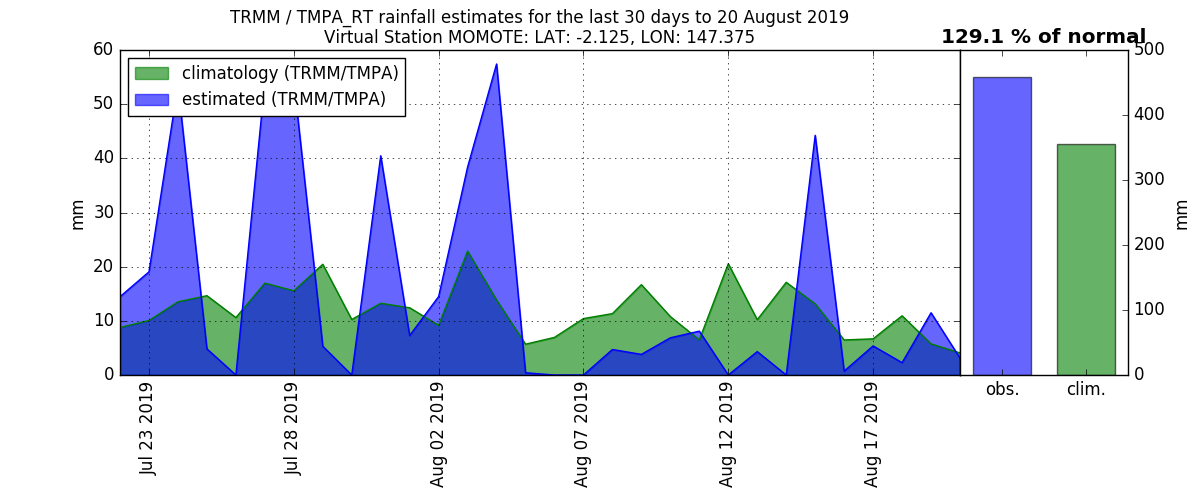 TRMM / TMPA_RT rainfall estimates for the last 30 days to 20 August 2019
Virtual Station MOMOTE: LAT: -2.125, LON: 147.375
129.1 % of normal
climatology (TRMM/TMPA)
estimated (TRMM/TMPA)
60
50
40
30
20
10
0
mm
Jul 23 2019
Jul 28 2019
Aug 02 2019
Aug 07 2019
Aug 12 2019
Aug 17 2019
500
400
300
200
100
0
mm
obs.
clim.